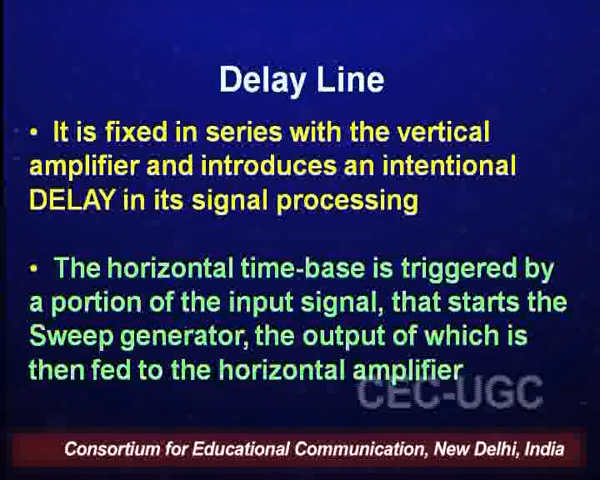 Delay Line
• It is fixed in series with the vertical
amplifier and introduces an intentional
DELAY in its signal processing
• The horizontal time-base is triggered by
a portion of the input signal, that starts the
Sweep generator, the output of which is
then fed to the horizontal amplifier
CEC-UGC
Consortium for Educational Communication, New Delhi, India